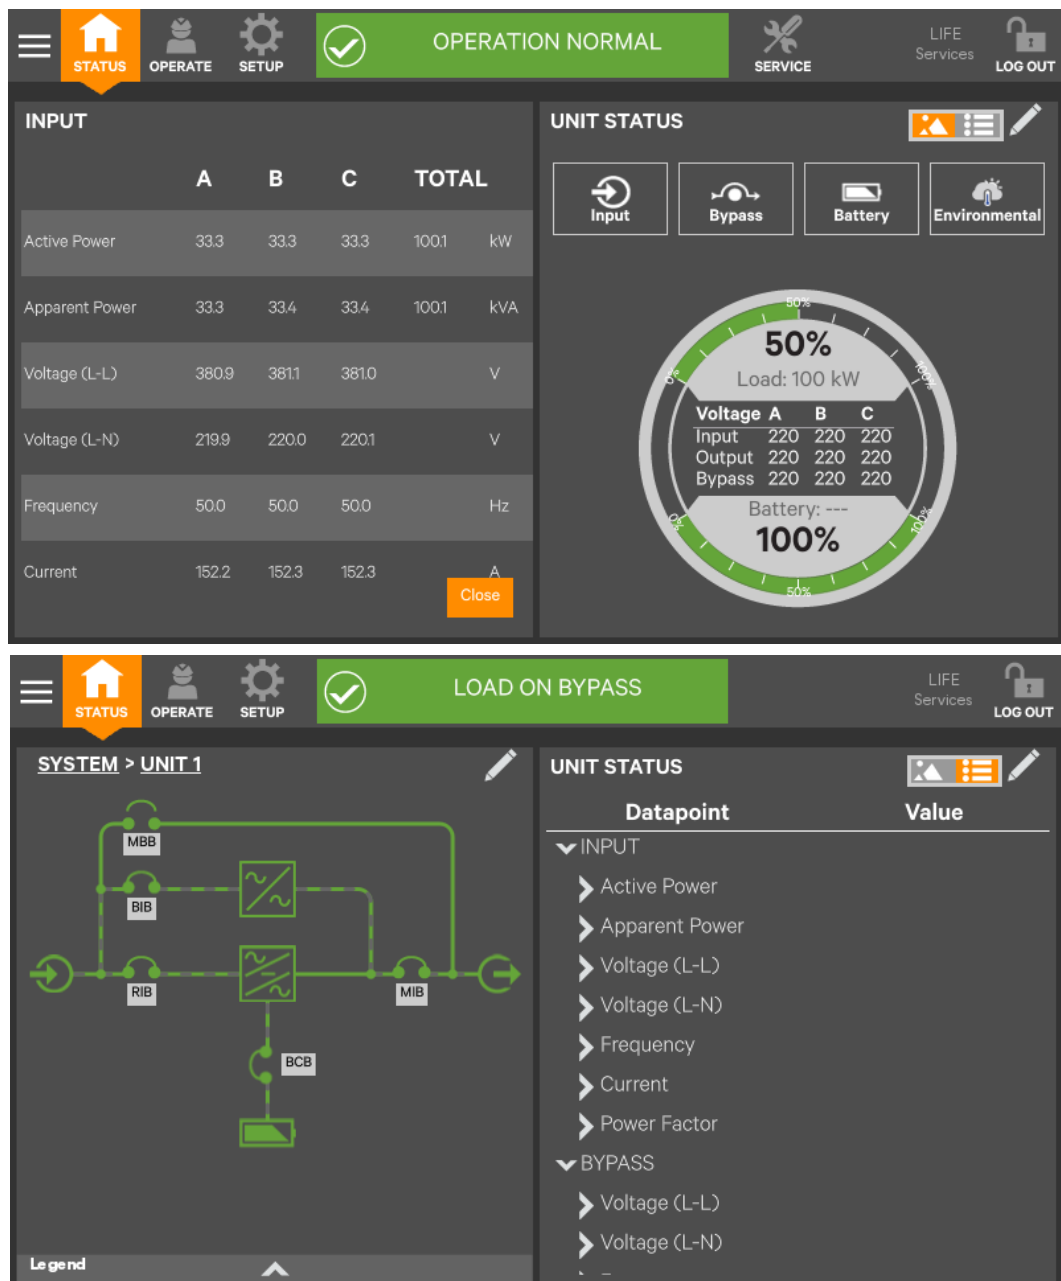 STATUS OPERATE SETUP OPERATION NORMAL SERVICE LIFE Services LOG OUT
INPUT
A B C TOTAL
Active Power 33.3 33.3 33.3 100.1 kW
Apparent Power 33.3 33.4 33.4 100.1 kVA
Voltage (L-L) 380.9 381.1 381.0 V
Voltage (L-N) 219.9 220.0 220.1 V
Frequency 50.0 50.0 50.0 Hz
Current 152.2 152.3 152.3 A
Close
UNIT STATUS
Input Bypass Battery Environmental
50%
0% 100%
50%
Load: 100 kW
Voltage A B C
Input 220 220 220
Output 220 220 220
Bypass 220 220 220
Battery: ---
100%
0% 100%
50%
STATUS OPERATE SETUP LOAD ON BYPASS LIFE Services LOG OUT
SYSTEM > UNIT 1
MBB
BIB
RIB
MIB
BCB
Legend
UNIT STATUS
Datapoint Value
INPUT
Active Power
Apparent Power
Voltage (L-L)
Voltage (L-N)
Frequency
Current
Power Factor
BYPASS
Voltage (L-L)
Voltage (L-N)